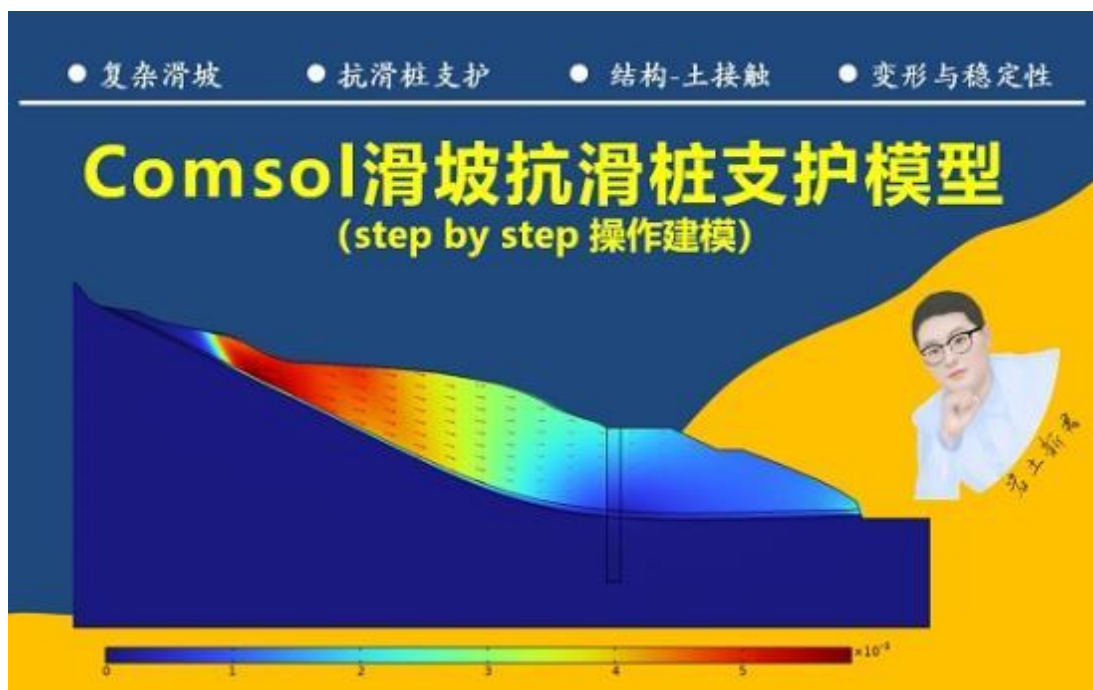 ● 复杂滑坡 ● 抗滑桩支护 ● 结构-土接触 ● 变形与稳定性
Comsol滑坡抗滑桩支护模型
(step by step 操作建模)
0 1 2 3 4 5